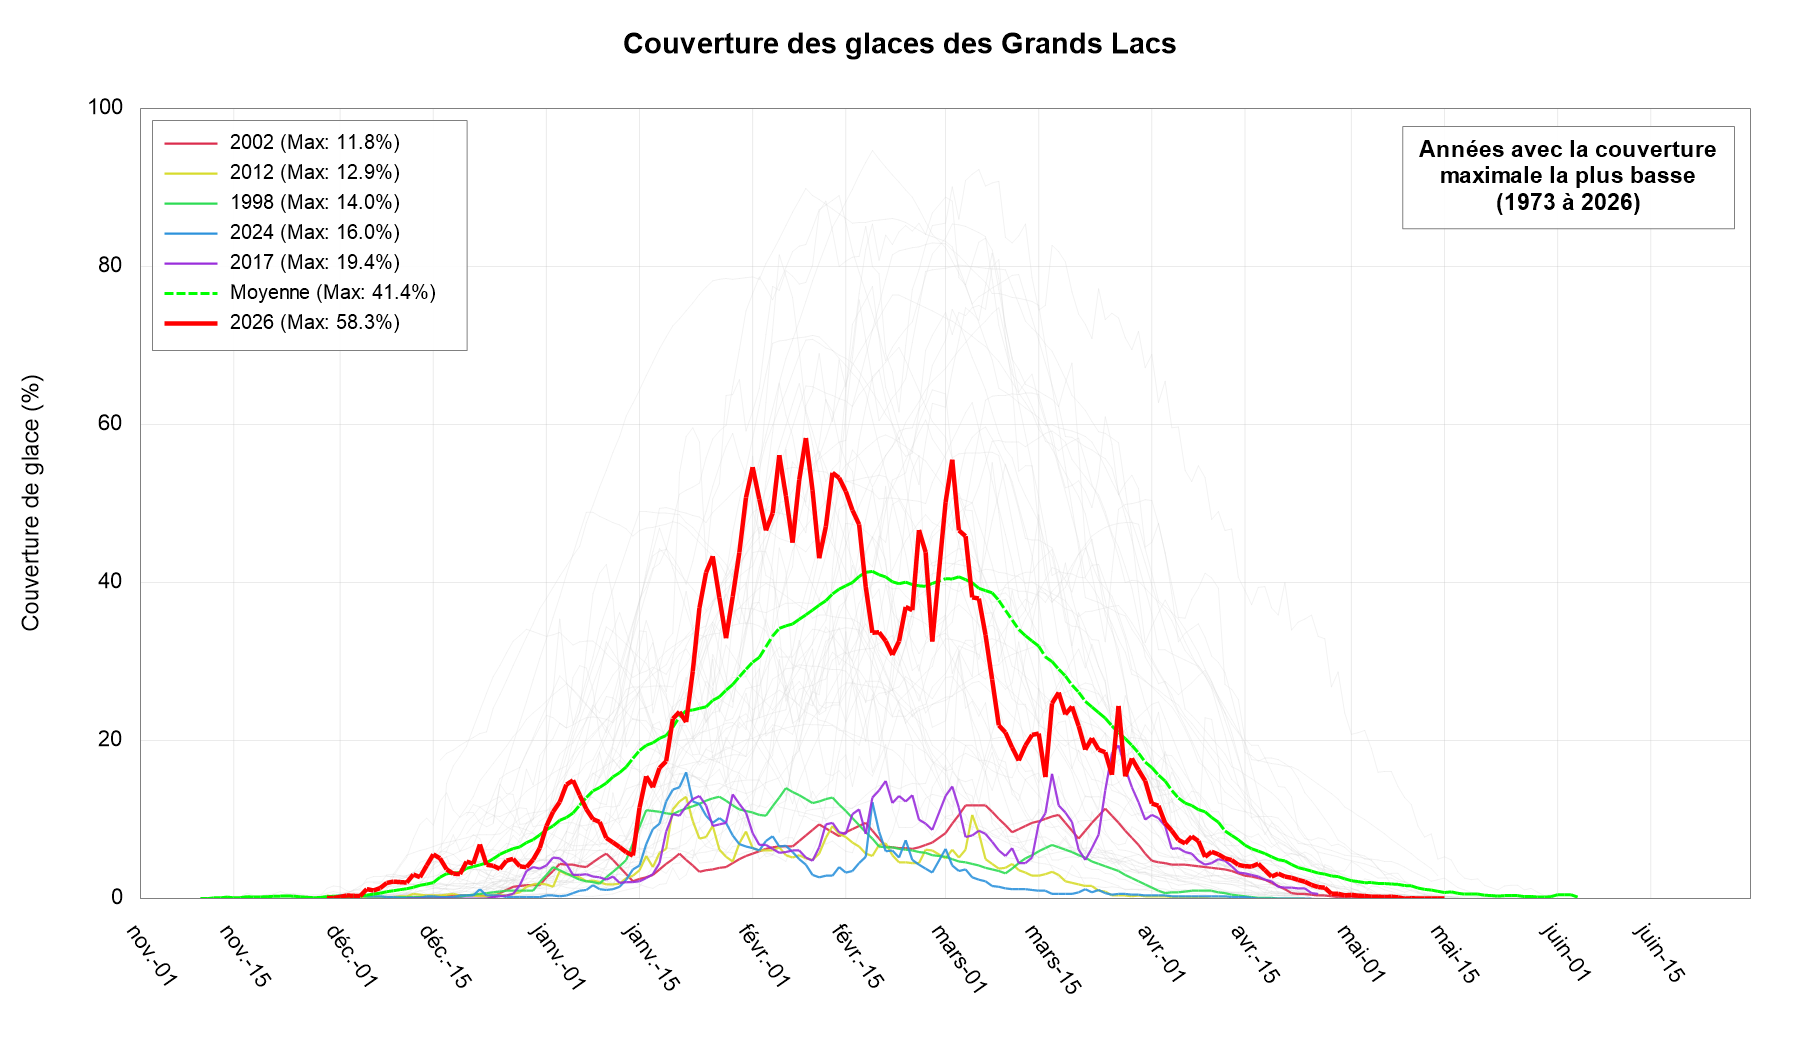 Couverture des glaces des Grands Lacs
Couverture de glace (%)
100
80
60
40
20
0
2002 (Max: 11.8%)
2012 (Max: 12.9%)
1998 (Max: 14.0%)
2024 (Max: 16.0%)
2017 (Max: 19.4%)
Moyenne (Max: 41.4%)
2026 (Max: 58.3%)
Années avec la couverture
maximale la plus basse
(1973 à 2026)
nov.-01
nov.-15
déc.-01
déc.-15
janv.-01
janv.-15
févr.-01
févr.-15
mars-01
mars-15
avr.-01
avr.-15
mai-01
mai-15
juin-01
juin-15